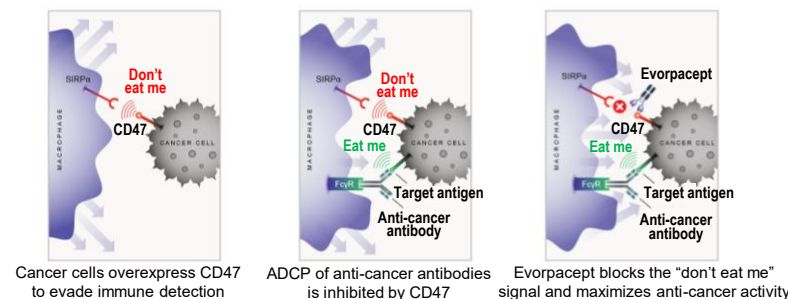 SIRPα
Don't
eat me
CD47
MACROPHAGE
CANCER CELL
Cancer cells overexpress CD47
to evade immune detection
SIRPα
Don't
eat me
CD47
Eat me
MACROPHAGE
CANCER CELL
FcγR
Target antigen
Anti-cancer
antibody
ADCP of anti-cancer antibodies
is inhibited by CD47
SIRPα
Evorpacept
CD47
Eat me
MACROPHAGE
CANCER CELL
FcγR
Target antigen
Anti-cancer
antibody
Evorpacept blocks the “don’t eat me”
signal and maximizes anti-cancer activity